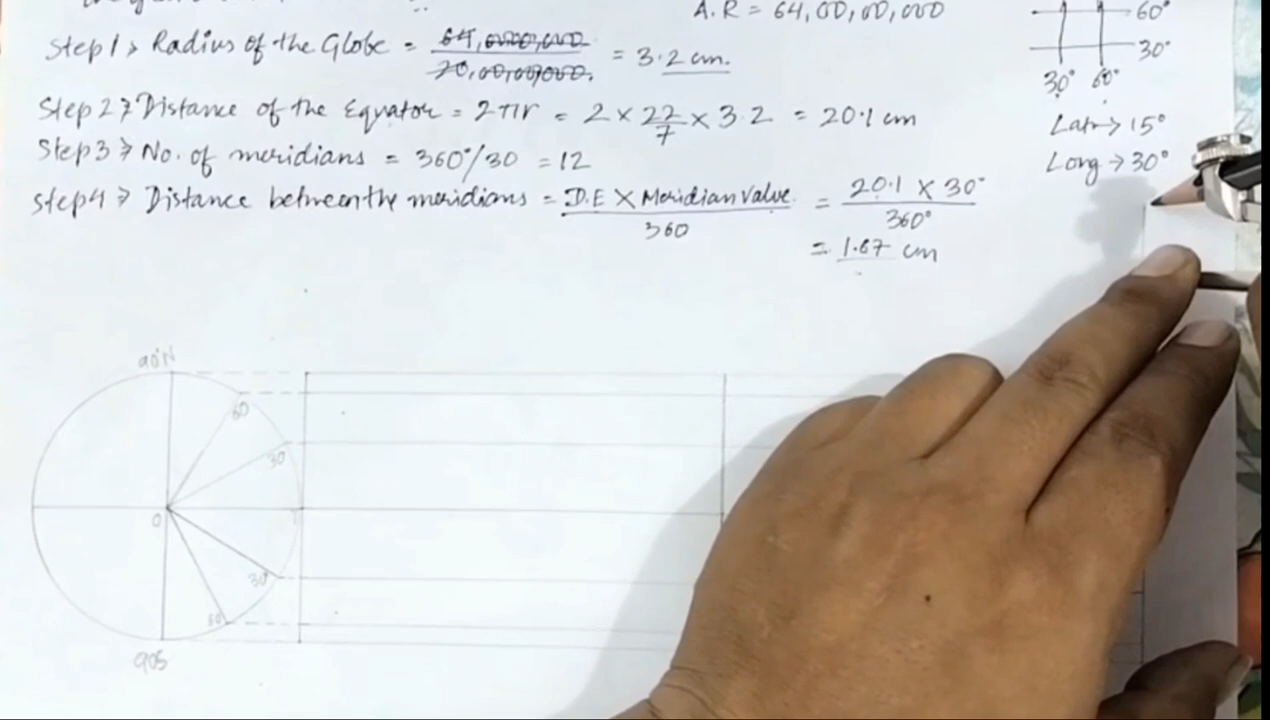 A.R = 64,00,00,000
Step 1 > Radius of the Globe = 64,0000,000 / 20,00,00,000. = 3.2 cm.
Step 2 > Distance of the Equator = 2πr = 2 × 22/7 × 3.2 = 20.1 cm
Step 3 > No. of meridians = 360°/30 = 12
Step 4 > Distance between the meridians = D.E × Meridian Value / 360 = 20.1 × 30° / 360°
= 1.67 cm
60°
30°
30° 60°
Lat → 15°
Long → 30°
90°N
60
30
0
30
60
90S